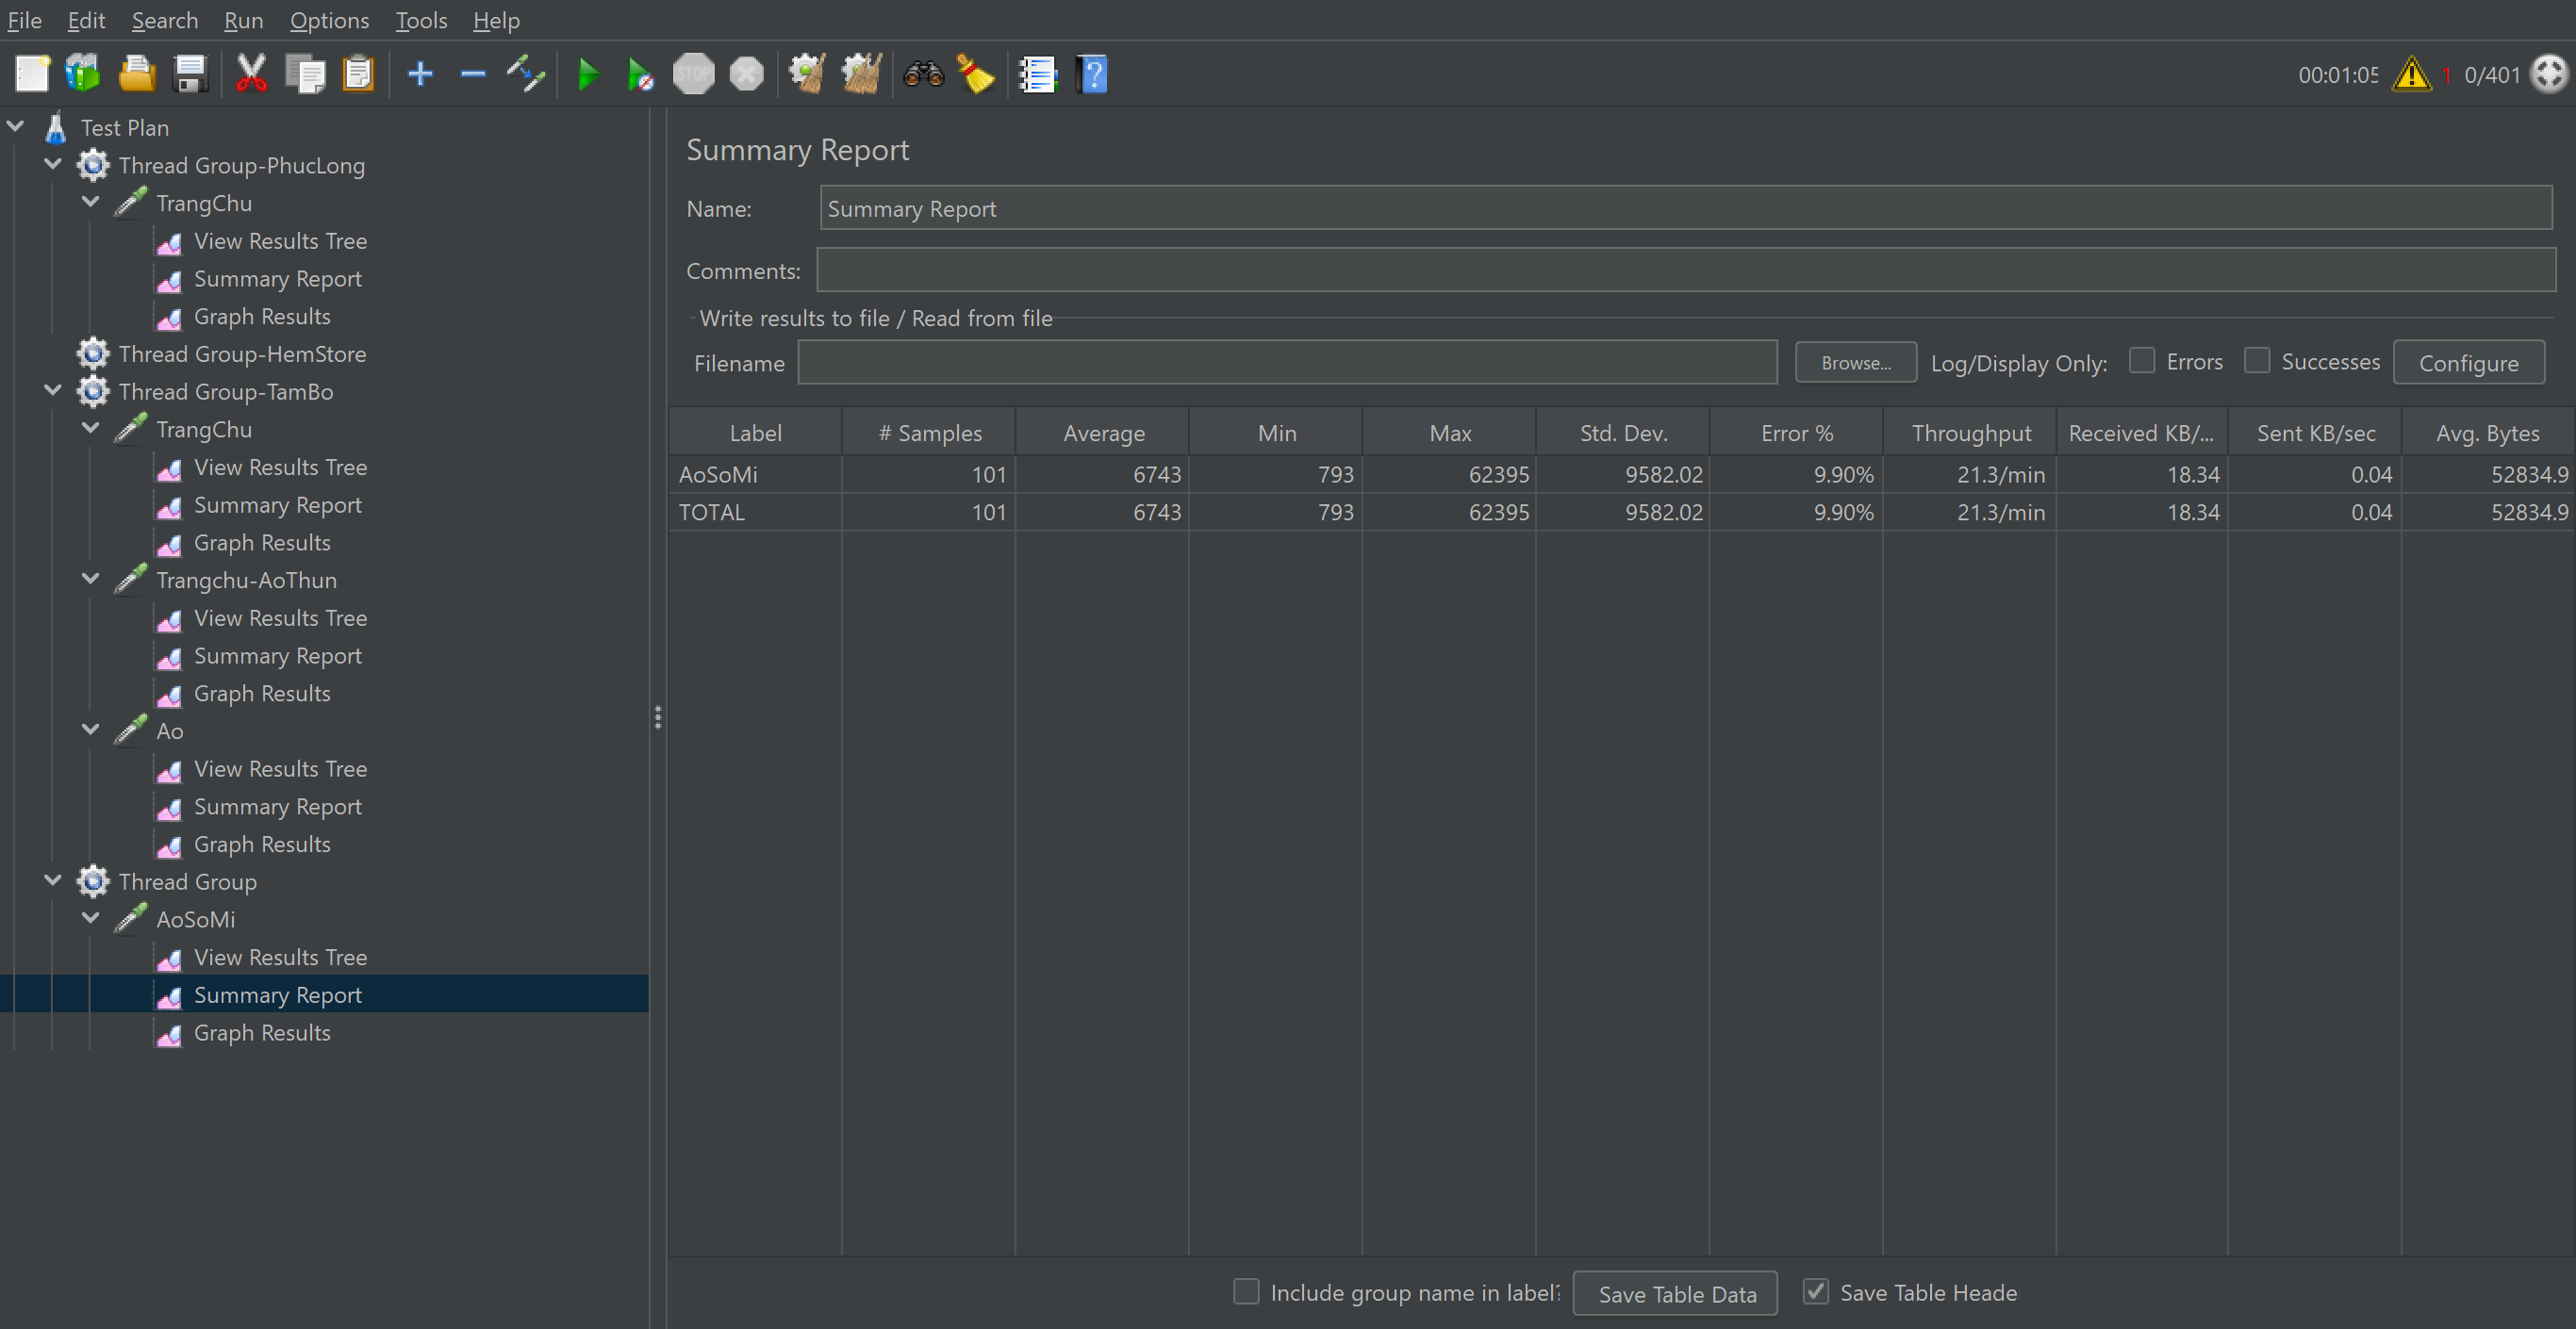 File Edit Search Run Options Tools Help
STOP
00:01:05 1 0/401
Test Plan
Thread Group-PhucLong
TrangChu
View Results Tree
Summary Report
Graph Results
Thread Group-HemStore
Thread Group-TamBo
TrangChu
View Results Tree
Summary Report
Graph Results
Trangchu-AoThun
View Results Tree
Summary Report
Graph Results
Ao
View Results Tree
Summary Report
Graph Results
Thread Group
AoSoMi
View Results Tree
Summary Report
Graph Results
Summary Report
Name: Summary Report
Comments:
Write results to file / Read from file
Filename Browse... Log/Display Only: Errors Successes Configure
Label # Samples Average Min Max Std. Dev. Error % Throughput Received KB/... Sent KB/sec Avg. Bytes
AoSoMi 101 6743 793 62395 9582.02 9.90% 21.3/min 18.34 0.04 52834.9
TOTAL 101 6743 793 62395 9582.02 9.90% 21.3/min 18.34 0.04 52834.9
Include group name in label? Save Table Data Save Table Heade